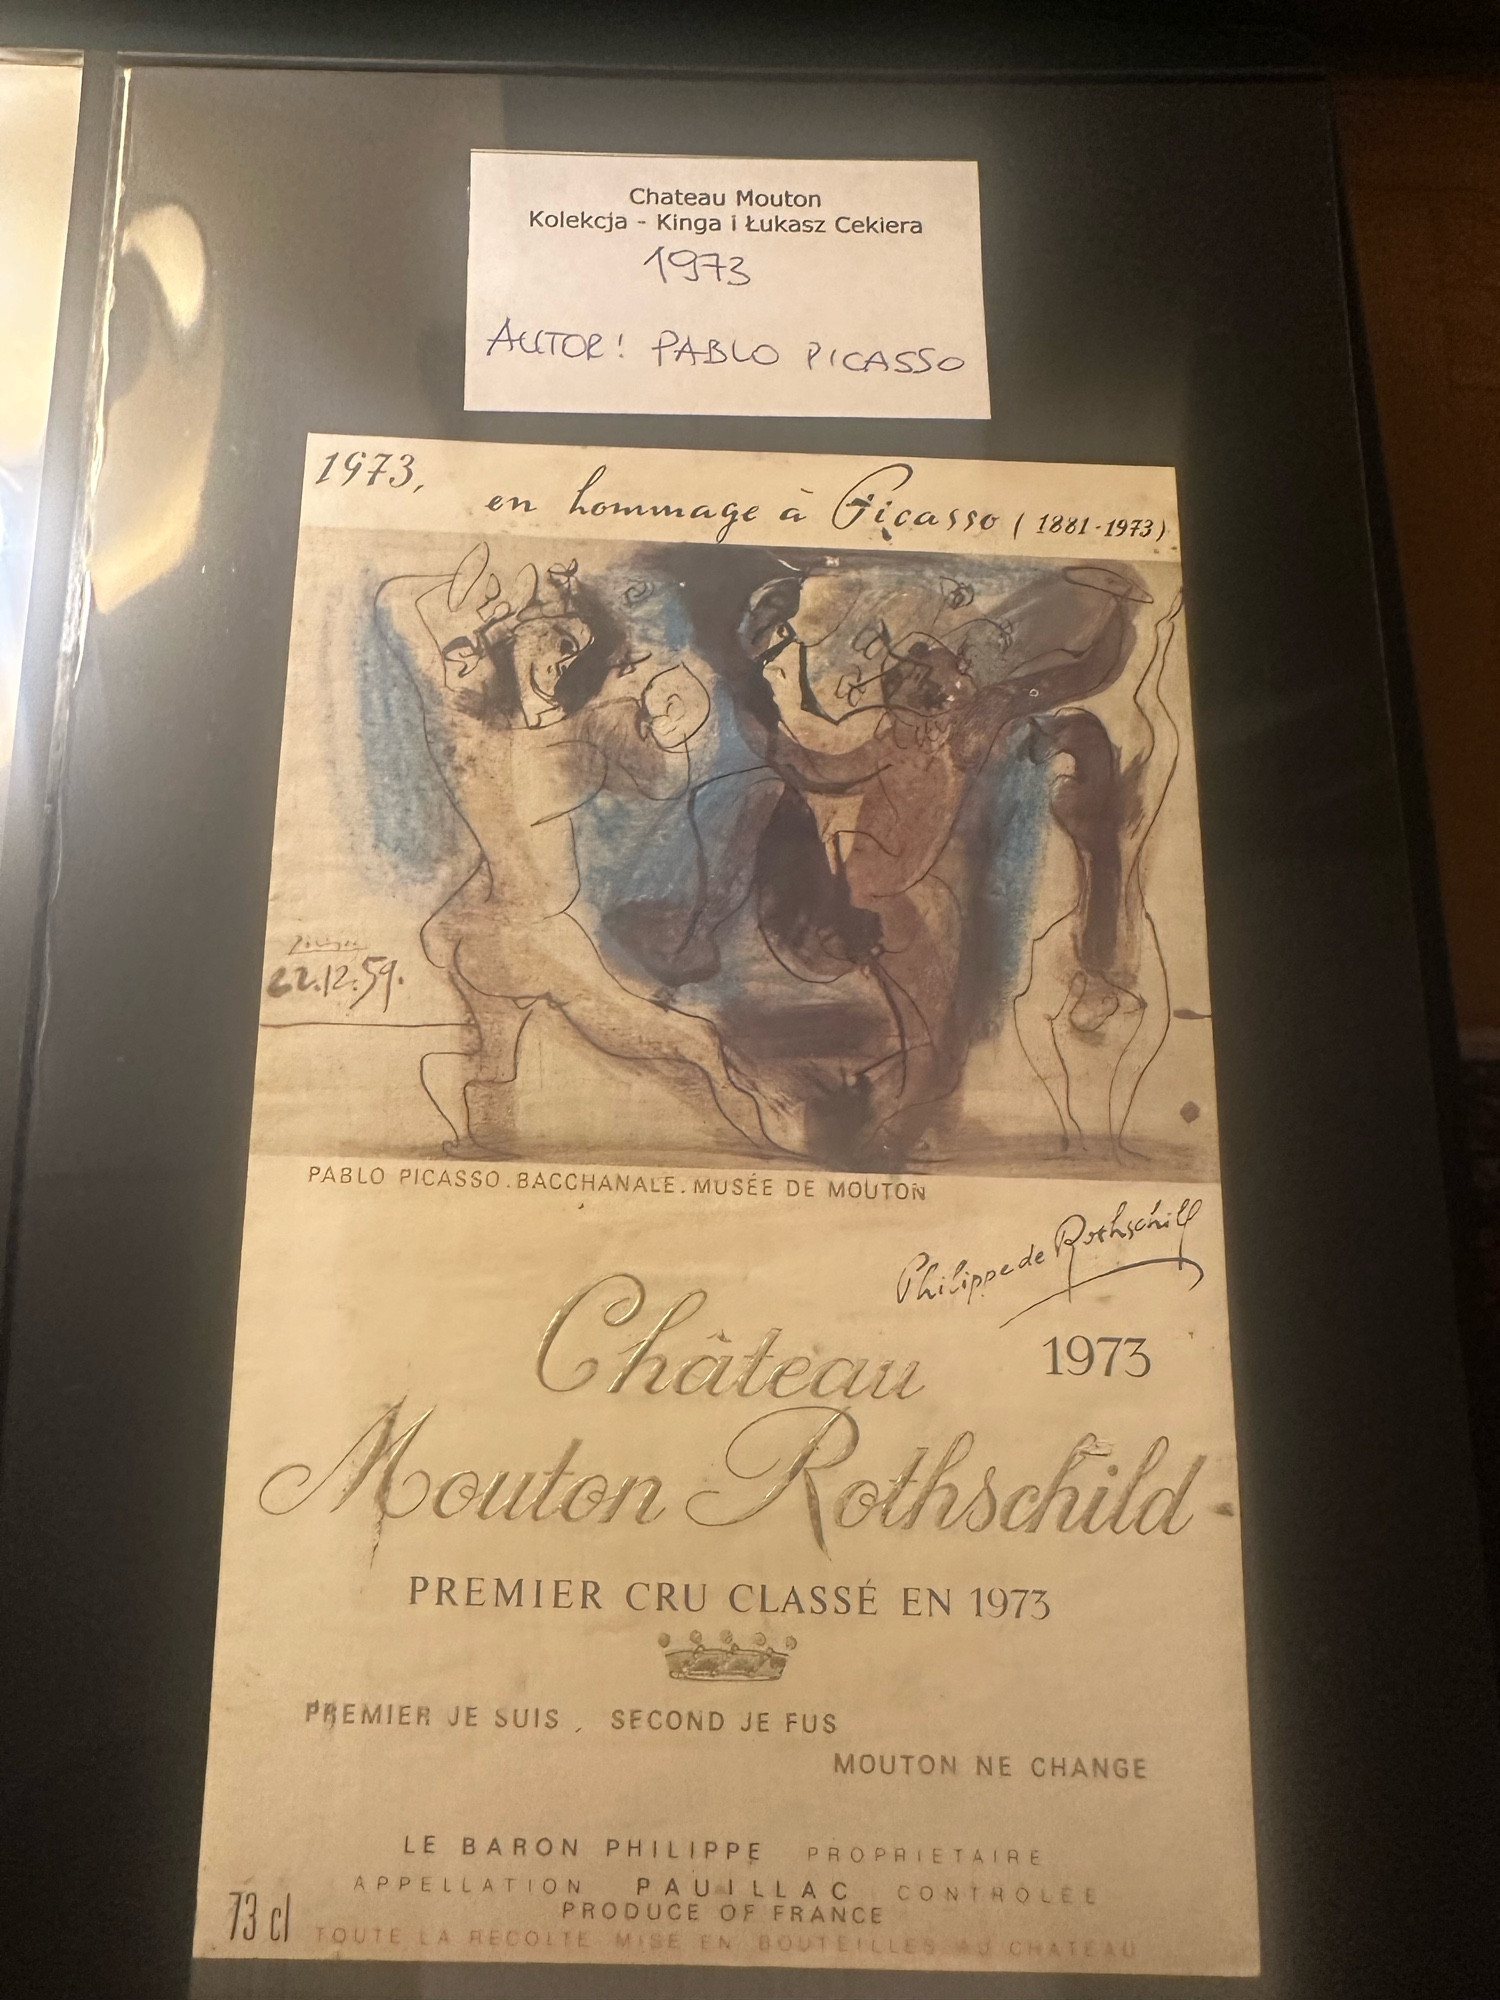 Chateau Mouton
Kolekcja - Kinga i Łukasz Cekiera
1973
AUTOR: PABLO PICASSO
1973,
en hommage à Picasso (1881-1973)
Picasso
22.12.59.
PABLO PICASSO. BACCHANALE. MUSÉE DE MOUTON
Philippe de Rothschild
Château
1973
Mouton Rothschild
PREMIER CRU CLASSÉ EN 1973
PREMIER JE SUIS, SECOND JE FUS
MOUTON NE CHANGE
LE BARON PHILIPPE PROPRIETAIRE
APPELLATION PAUILLAC CONTROLÉE
PRODUCE OF FRANCE
73 cl
TOUTE LA RECOLTE MISE EN BOUTEILLES AU CHATEAU